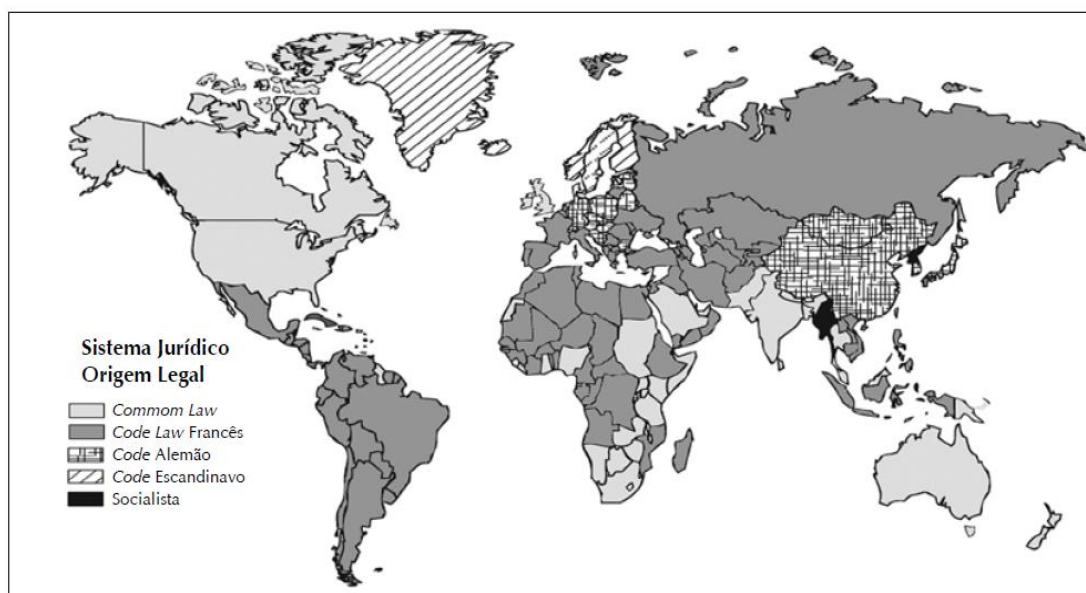 Sistema Jurídico
Origem Legal
Commom Law
Code Law Francês
Code Alemão
Code Escandinavo
Socialista